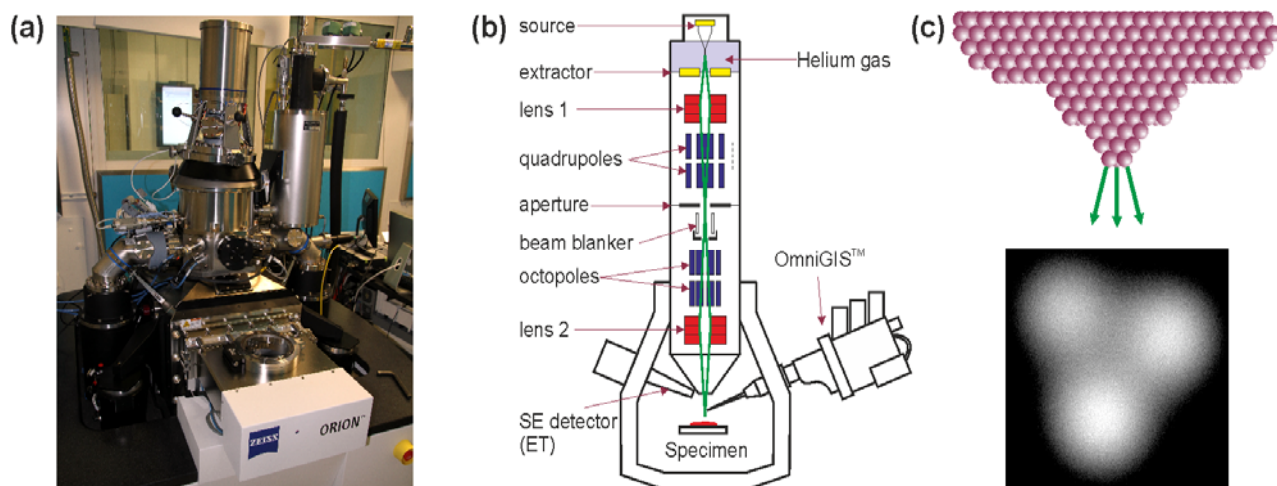 (a)
ZEISS
ORION™
(b)
source
Helium gas
extractor
lens 1
quadrupoles
aperture
beam blanker
OmniGIS™
octopoles
lens 2
SE detector
(ET)
Specimen
(c)